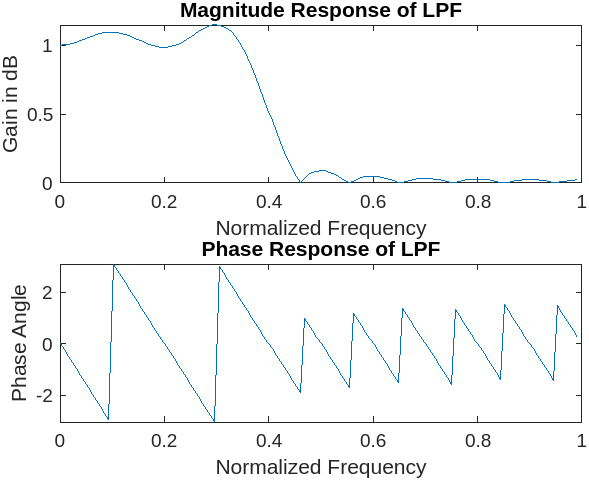 Magnitude Response of LPF
1
0.5
0
Gain in dB
0 0.2 0.4 0.6 0.8 1
Normalized Frequency
Phase Response of LPF
2
0
-2
Phase Angle
0 0.2 0.4 0.6 0.8 1
Normalized Frequency